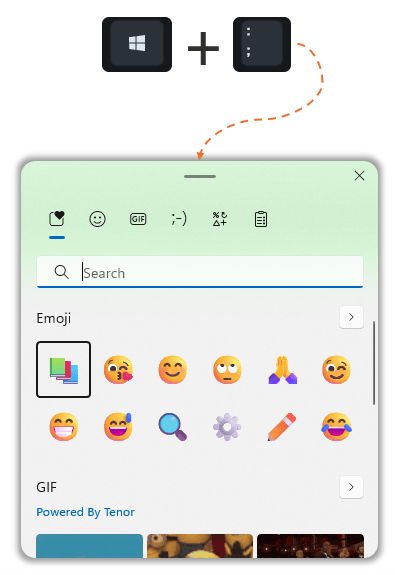 +
:
;
GIF
;-)
Search
Emoji
GIF
Powered By Tenor